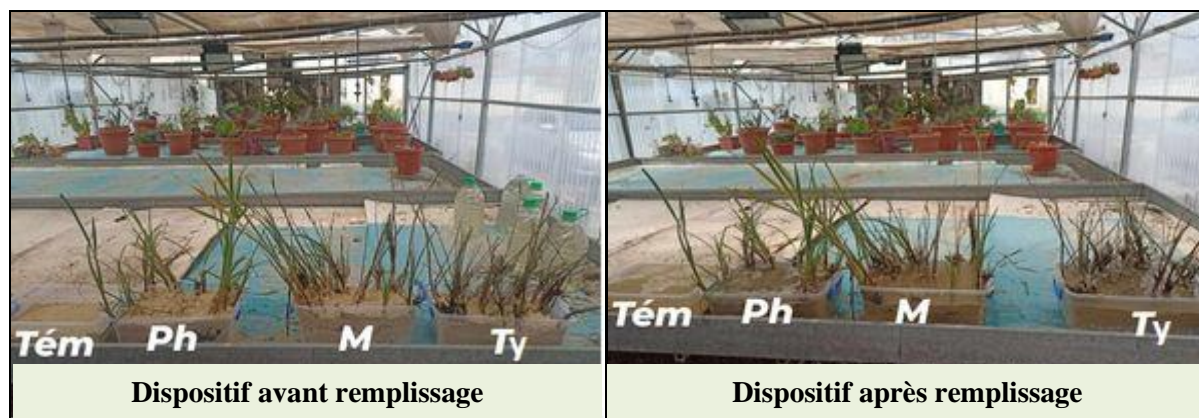 Tém Ph M Ty
Tém Ph M Ty
Dispositif avant remplissage
Dispositif après remplissage